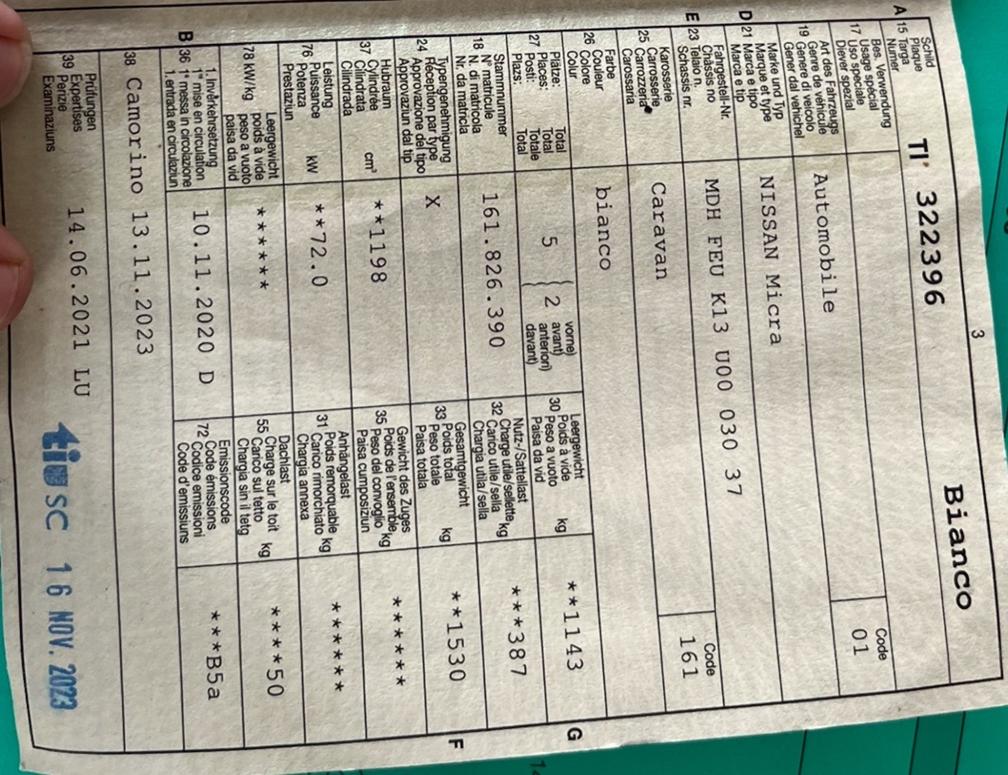 3
Schild
Plaque
A 15 Targa
Numer
TI 322396
Bianco
Bes. Verwendung
Usage spécial
17 Uso speciale
Diever spezial
Code
01
Art des Fahrzeugs
Genre de véhicule
19 Genere di veicolo
Gener dal vehichel
Automobile
Marke und Typ
Marque et type
D 21 Marca e tipo
Marca e tip
NISSAN Micra
Fahrgestell-Nr.
Châssis no
E 23 Telaio n.
Schassis nr.
MDH FEU K13 U00 030 37
Code
161
Karosserie
Carrosserie
25 Carrozzeria
Carossaria
Caravan
Farbe
Couleur
26 Colore
Colur
bianco
Plätze: Total
Places: Total
27 Posti: Totale
Plazs: Total
5 { 2
vorne)
avant)
anteriori)
davant)
Leergewicht
Poids à vide
30 Peso a vuoto kg
Paisa da vid
**1143
G
Stammnummer
N° matricule
18 N. di matricola
Nr. da matricla
161.826.390
Nutz-/Sattellast
Charge utile/sellette kg
32 Carico utile/sella
Chargia utila/sella
***387
Typengenehmigung
Réception par type
24 Approvazione del tipo
Approvaziun dal tip
X
Gesamtgewicht
Poids total
33 Peso totale kg
Paisa totala
**1530
F
Hubraum
Cylindrée
37 Cilindrata cm³
Cilindrada
**1198
Gewicht des Zuges
Poids de l'ensemble kg
35 Peso del convoglio
Paisa cumposiziun
******
Leistung
Puissance
76 Potenza kW
Prestaziun
**72.0
Anhängelast
Poids remorquable kg
31 Carico rimorchiato
Chargia annexa
******
Leergewicht
poids à vide
78 kW/kg peso a vuoto
paisa da vid
******
Dachlast
Charge sur le toit kg
55 Carico sul tetto
Chargia sin il tetg
****50
1. Inverkehrsetzung
1re mise en circulation
B 36 1a messa in circolazione
1. entrada en circulaziun
10.11.2020 D
Emissionscode
Code émissions
72 Codice emissioni
Code d'emissiuns
***B5a
38 Camorino 13.11.2023
Prüfungen
Expertises
39 Perizie
Examinaziuns
14.06.2021 LU
ti SC 16 NOV. 2023